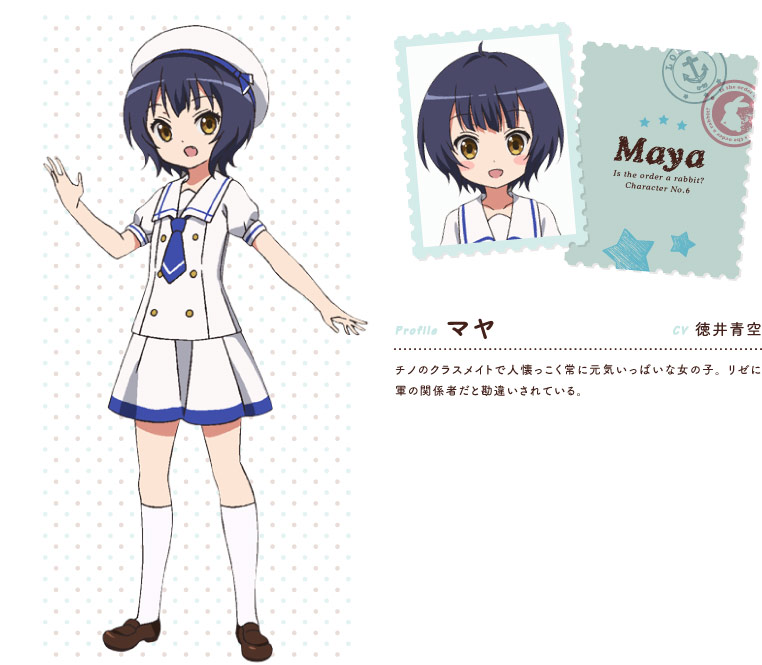 Maya
Is the order a rabbit?
Character No.6
Profile マヤ
CV 徳井青空
チノのクラスメイトで人懐っこく常に元気いっぱいな女の子。リゼに
軍の関係者だと勘違いされている。